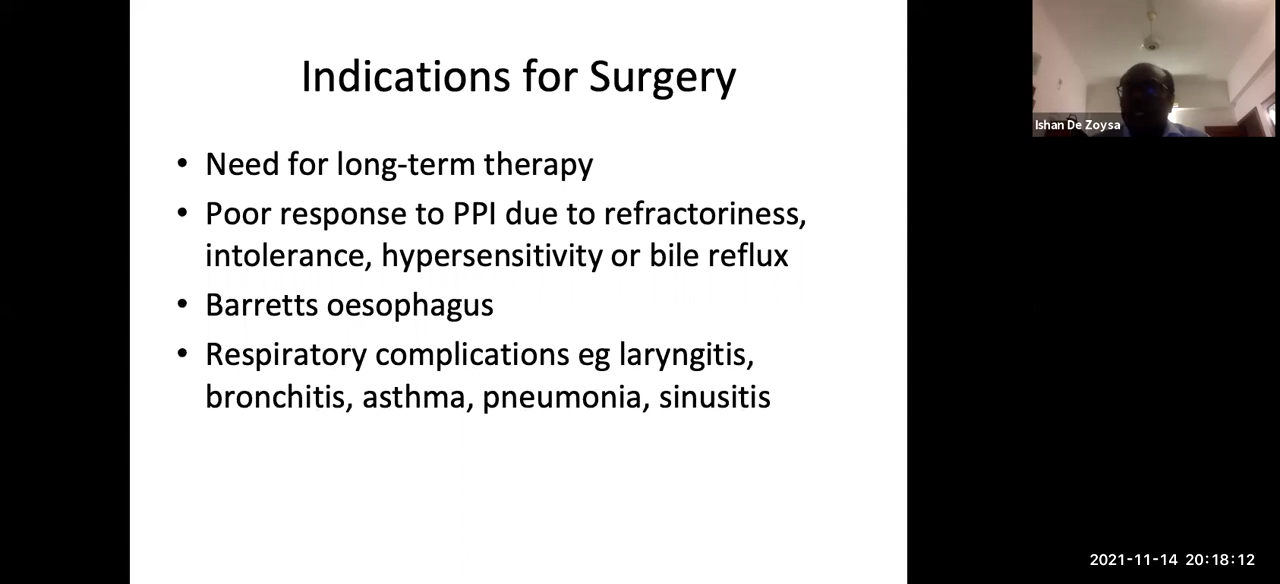 Indications for Surgery
• Need for long-term therapy
• Poor response to PPI due to refractoriness,
intolerance, hypersensitivity or bile reflux
• Barretts oesophagus
• Respiratory complications eg laryngitis,
bronchitis, asthma, pneumonia, sinusitis
Ishan De Zoysa
2021-11-14 20:18:12